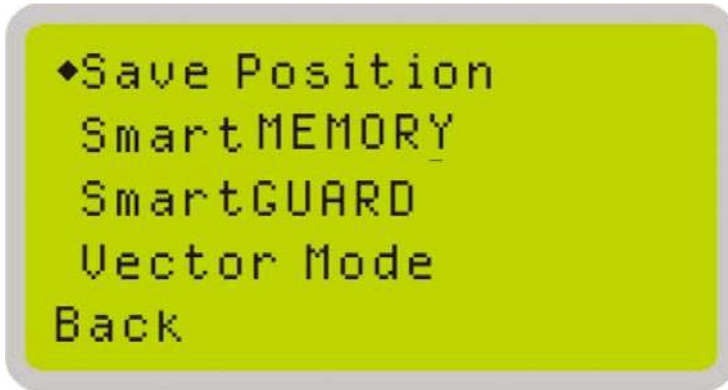 ◆Save Position
SmartMEMORY
SmartGUARD
Vector Mode
Back